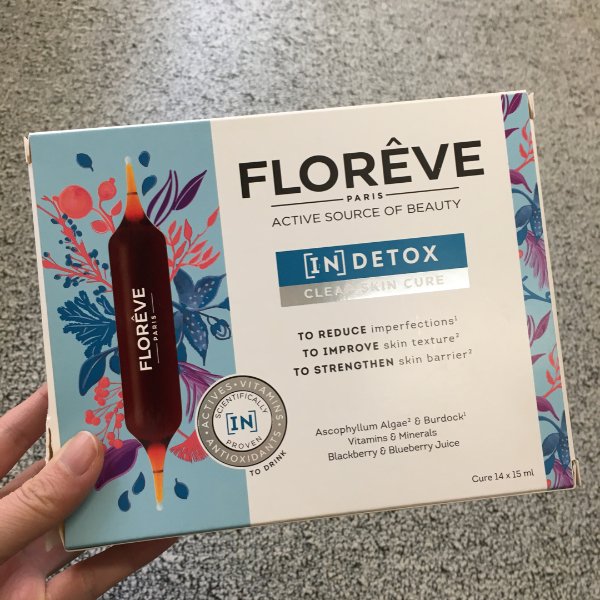 FLORÊVE
PARIS
ACTIVE SOURCE OF BEAUTY
[IN] DETOX
CLEAR SKIN CURE
TO REDUCE imperfections¹
TO IMPROVE skin texture²
TO STRENGTHEN skin barrier³
Ascophyllum Algae² & Burdock¹
Vitamins & Minerals
Blackberry & Blueberry Juice
Cure 14 x 15 ml
FLORÊVE
PARIS
ACTIVES • VITAMINS • ANTIOXIDANTS •
SCIENTIFICALLY
[IN]
PROVEN
TO DRINK